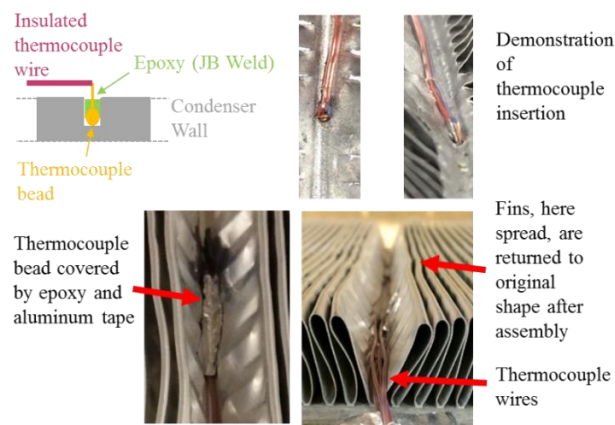 Insulated
thermocouple
wire
Epoxy (JB Weld)
Condenser
Wall
Thermocouple
bead
Demonstration
of
thermocouple
insertion
Thermocouple
bead covered
by epoxy and
aluminum tape
Fins, here
spread, are
returned to
original
shape after
assembly
Thermocouple
wires